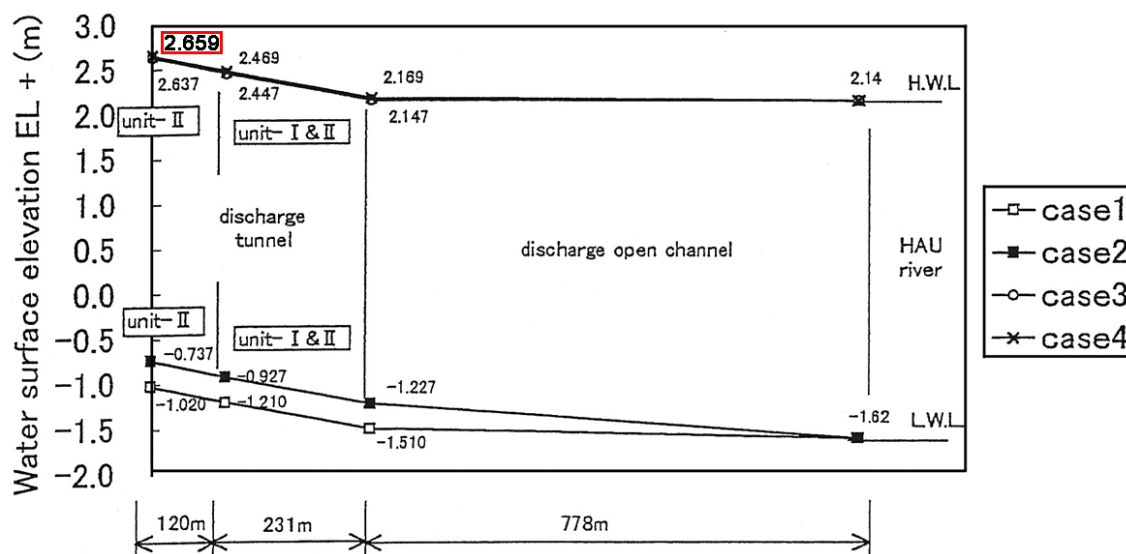 Water surface elevation EL + (m)
3.0
2.5
2.0
1.5
1.0
0.5
0.0
-0.5
-1.0
-1.5
-2.0
2.659
2.637
2.469
2.447
2.169
2.147
2.14
H.W.L
unit-Ⅱ
unit-Ⅰ&Ⅱ
discharge
tunnel
discharge open channel
HAU
river
unit-Ⅱ
unit-Ⅰ&Ⅱ
-0.737
-0.927
-1.227
-1.020
-1.210
-1.510
-1.62
L.W.L
120m
231m
778m
case1
case2
case3
case4